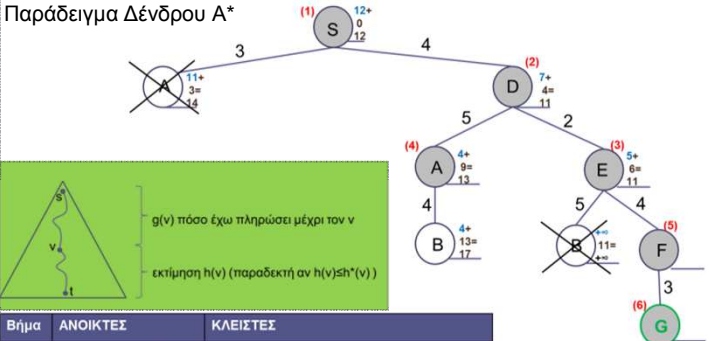 Παράδειγμα Δένδρου A*
(1)
S
12+
0
12
3
4
A
11+
3=
14
(2)
D
7+
4=
11
5
2
(4)
A
4+
9=
13
(3)
E
5+
6=
11
4
5
4
B
4+
13=
17
B
+∞
11=
+∞
(5)
F
3
(6)
G
s
v
t
g(v) πόσο έχω πληρώσει μέχρι τον v
εκτίμηση h(v) (παραδεκτή αν h(v)≤h*(v) )
Βήμα ΑΝΟΙΚΤΕΣ ΚΛΕΙΣΤΕΣ